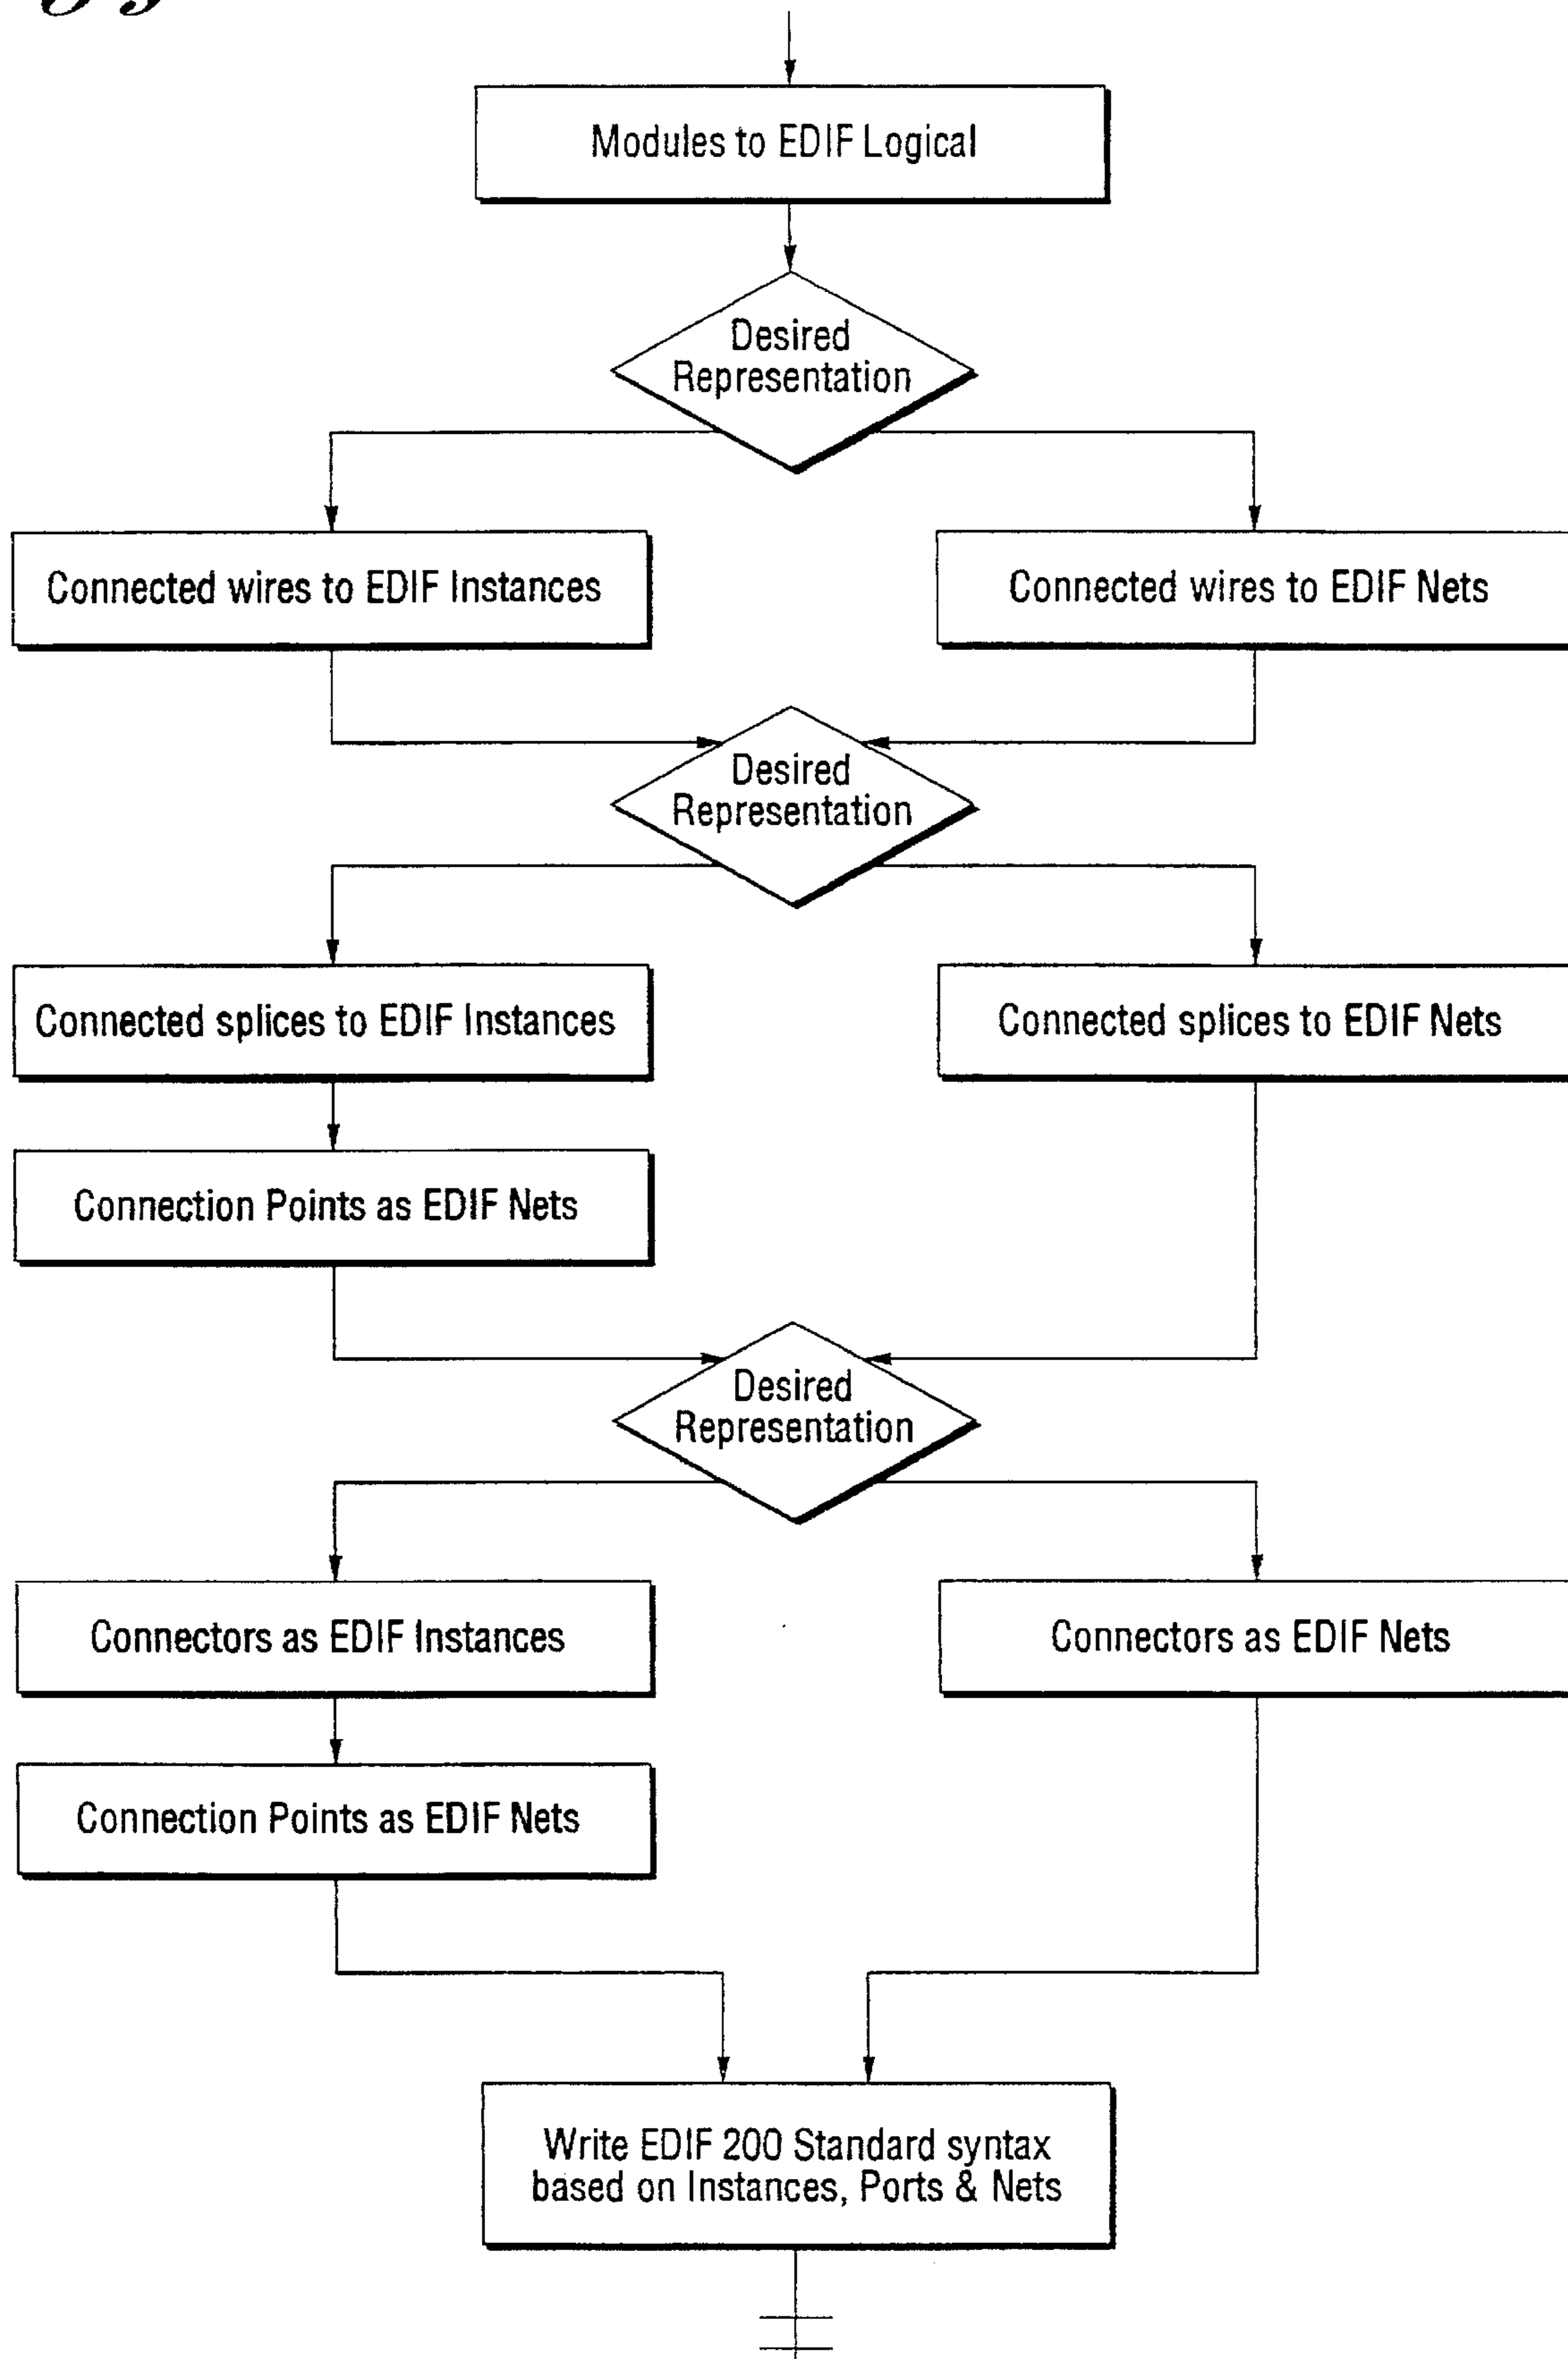 Modules to EDIF Logical
Desired
Representation
Connected wires to EDIF Instances
Connected wires to EDIF Nets
Desired
Representation
Connected splices to EDIF Instances
Connected splices to EDIF Nets
Connection Points as EDIF Nets
Desired
Representation
Connectors as EDIF Instances
Connectors as EDIF Nets
Connection Points as EDIF Nets
Write EDIF 200 Standard syntax
based on Instances, Ports & Nets